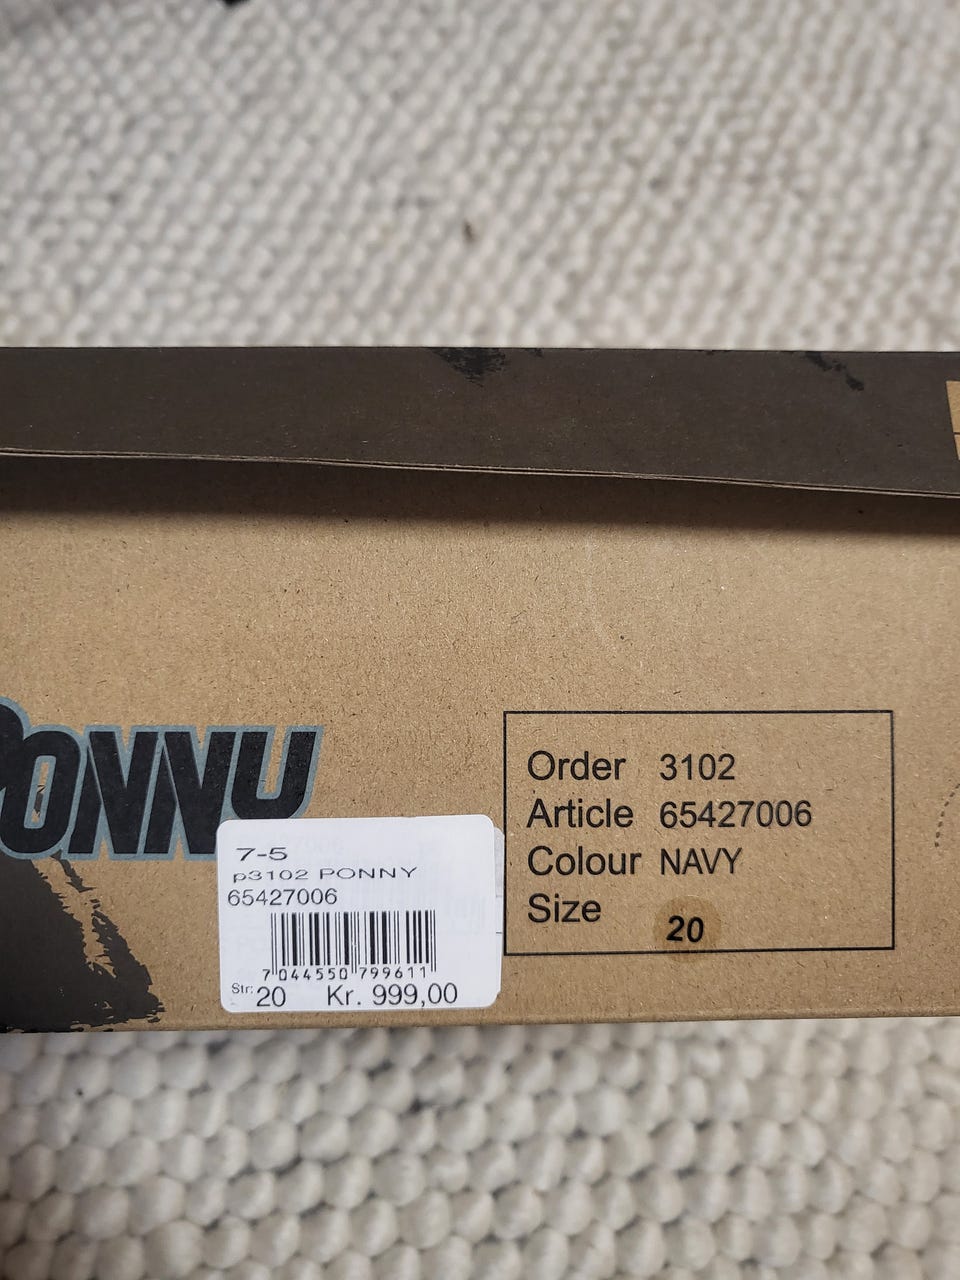 PONNY
7-5
p3102 PONNY
65427006
7 044550 799611
Str: 20 Kr. 999,00
Order 3102
Article 65427006
Colour NAVY
Size 20